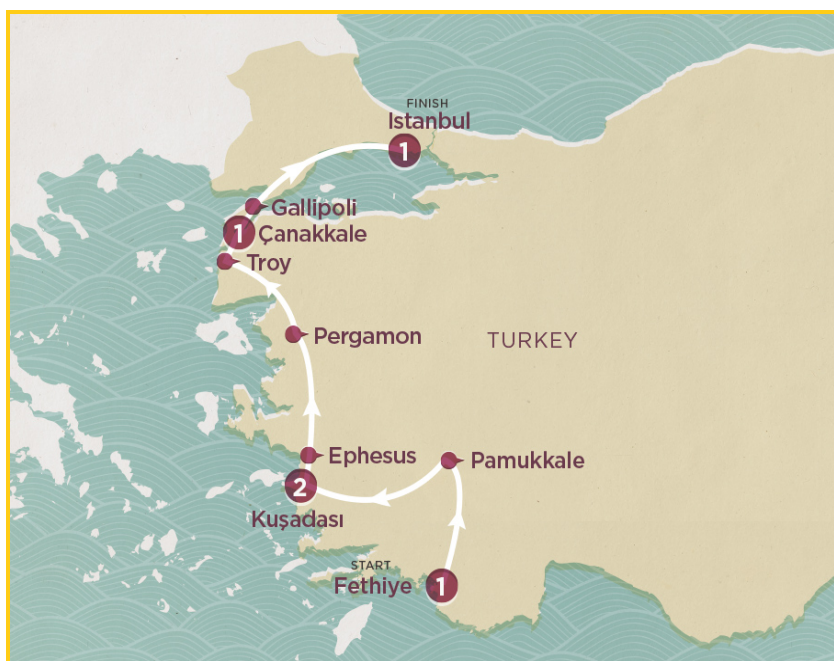 FINISH
Istanbul
1
Gallipoli
1
Çanakkale
Troy
Pergamon
TURKEY
Ephesus
Pamukkale
2
Kuşadası
START
Fethiye
1